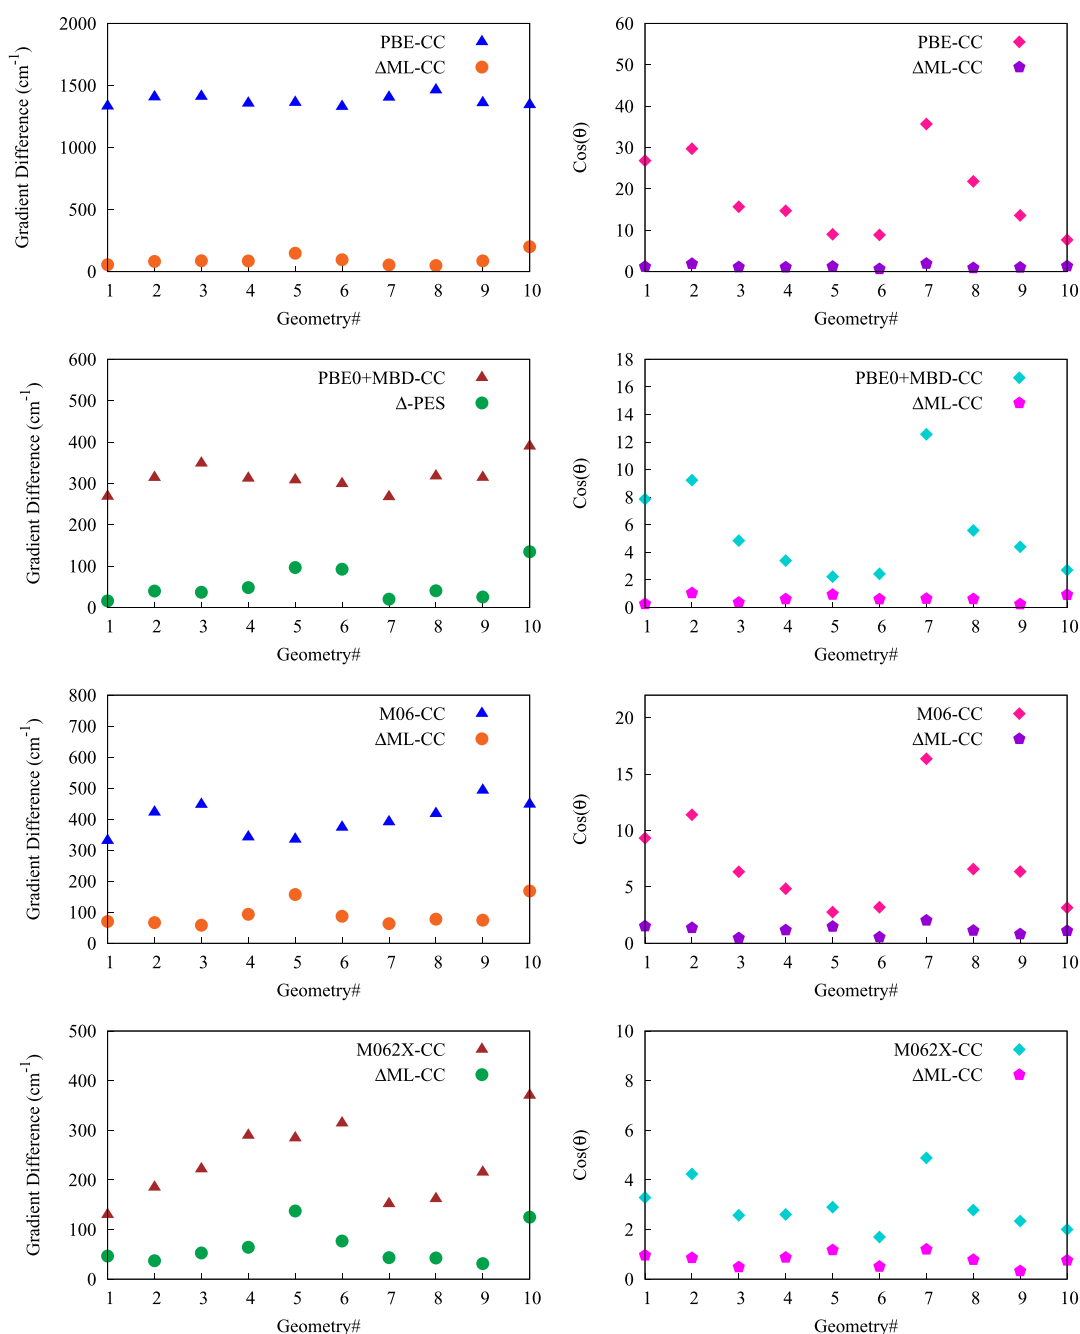 2000
1500
1000
500
0
Gradient Difference (cm⁻¹)
PBE-CC
ΔML-CC
1 2 3 4 5 6 7 8 9 10
Geometry#
60
50
40
30
20
10
0
Cos(θ)
PBE-CC
ΔML-CC
1 2 3 4 5 6 7 8 9 10
Geometry#
600
500
400
300
200
100
0
Gradient Difference (cm⁻¹)
PBE0+MBD-CC
Δ-PES
1 2 3 4 5 6 7 8 9 10
Geometry#
18
16
14
12
10
8
6
4
2
0
Cos(θ)
PBE0+MBD-CC
ΔML-CC
1 2 3 4 5 6 7 8 9 10
Geometry#
800
700
600
500
400
300
200
100
0
Gradient Difference (cm⁻¹)
M06-CC
ΔML-CC
1 2 3 4 5 6 7 8 9 10
Geometry#
20
15
10
5
0
Cos(θ)
M06-CC
ΔML-CC
1 2 3 4 5 6 7 8 9 10
Geometry#
500
400
300
200
100
0
Gradient Difference (cm⁻¹)
M062X-CC
ΔML-CC
1 2 3 4 5 6 7 8 9 10
Geometry#
10
8
6
4
2
0
Cos(θ)
M062X-CC
ΔML-CC
1 2 3 4 5 6 7 8 9 10
Geometry#